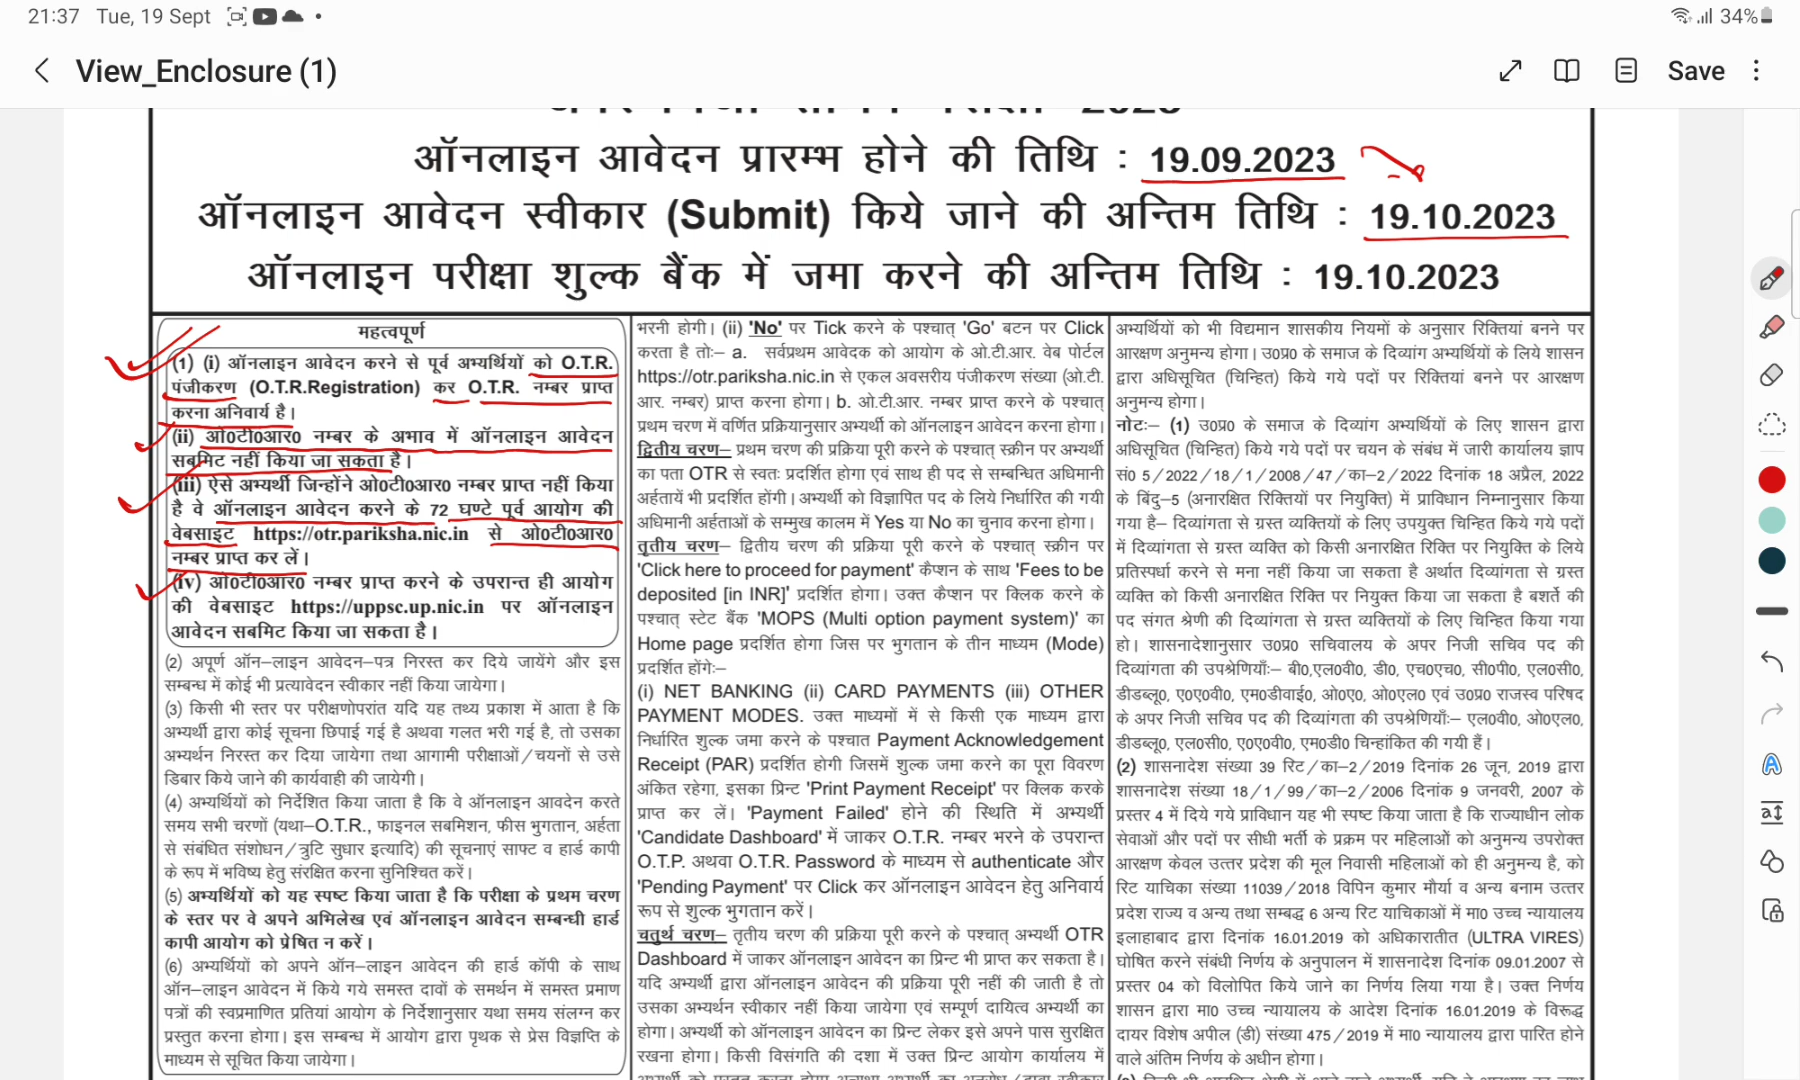 21:37 Tue, 19 Sept
34%
View_Enclosure (1)
Save
ऑनलाइन आवेदन प्रारम्भ होने की तिथि : 19.09.2023
ऑनलाइन आवेदन स्वीकार (Submit) किये जाने की अन्तिम तिथि : 19.10.2023
ऑनलाइन परीक्षा शुल्क बैंक में जमा करने की अन्तिम तिथि : 19.10.2023
महत्वपूर्ण
(1) (i) ऑनलाइन आवेदन करने से पूर्व अभ्यर्थियों को O.T.R.
पंजीकरण (O.T.R.Registration) कर O.T.R. नम्बर प्राप्त
करना अनिवार्य है।
(ii) ओ0टी0आर0 नम्बर के अभाव में ऑनलाइन आवेदन
सबमिट नहीं किया जा सकता है।
(iii) ऐसे अभ्यर्थी जिन्होंने ओ0टी0आर0 नम्बर प्राप्त नहीं किया
है वे ऑनलाइन आवेदन करने के 72 घण्टे पूर्व आयोग की
वेबसाइट https://otr.pariksha.nic.in से ओ0टी0आर0
नम्बर प्राप्त कर लें।
(iv) ओ0टी0आर0 नम्बर प्राप्त करने के उपरान्त ही आयोग
की वेबसाइट https://uppsc.up.nic.in पर ऑनलाइन
आवेदन सबमिट किया जा सकता है।
(2) अपूर्ण ऑन–लाइन आवेदन–पत्र निरस्त कर दिये जायेंगे और इस
सम्बन्ध में कोई भी प्रत्यावेदन स्वीकार नहीं किया जायेगा।
(3) किसी भी स्तर पर परीक्षणोपरांत यदि यह तथ्य प्रकाश में आता है कि
अभ्यर्थी द्वारा कोई सूचना छिपाई गई है अथवा गलत भरी गई है, तो उसका
अभ्यर्थन निरस्त कर दिया जायेगा तथा आगामी परीक्षाओं/चयनों से उसे
डिबार किये जाने की कार्यवाही की जायेगी।
(4) अभ्यर्थियों को निर्देशित किया जाता है कि वे ऑनलाइन आवदेन करते
समय सभी चरणों (यथा–O.T.R., फाइनल सबमिशन, फीस भुगतान, अर्हता
से संबंधित संशोधन/त्रुटि सुधार इत्यादि) की सूचनाएं साफ्ट व हार्ड कापी
के रूप में भविष्य हेतु संरक्षित करना सुनिश्चित करें।
(5) अभ्यर्थियों को यह स्पष्ट किया जाता है कि परीक्षा के प्रथम चरण
के स्तर पर वे अपने अभिलेख एवं ऑनलाइन आवेदन सम्बन्धी हार्ड
कापी आयोग को प्रेषित न करें।
(6) अभ्यर्थियों को अपने ऑन–लाइन आवेदन की हार्ड कॉपी के साथ
ऑन–लाइन आवेदन में किये गये समस्त दावों के समर्थन में समस्त प्रमाण
पत्रों की स्वप्रमाणित प्रतियां आयोग के निर्देशानुसार यथा समय संलग्न कर
प्रस्तुत करना होगा। इस सम्बन्ध में आयोग द्वारा पृथक से प्रेस विज्ञप्ति के
माध्यम से सूचित किया जायेगा।
भरनी होगी। (ii) 'No' पर Tick करने के पश्चात् 'Go' बटन पर Click
करता है तोः– a. सर्वप्रथम आवेदक को आयोग के ओ.टी.आर. वेब पोर्टल
https://otr.pariksha.nic.in से एकल अवसरीय पंजीकरण संख्या (ओ.टी.
आर. नम्बर) प्राप्त करना होगा। b. ओ.टी.आर. नम्बर प्राप्त करने के पश्चात्
प्रथम चरण में वर्णित प्रक्रियानुसार अभ्यर्थी को ऑनलाइन आवेदन करना होगा।
द्वितीय चरण– प्रथम चरण की प्रक्रिया पूरी करने के पश्चात् स्क्रीन पर अभ्यर्थी
का पता OTR से स्वतः प्रदर्शित होगा एवं साथ ही पद से सम्बन्धित अधिमानी
अर्हतायें भी प्रदर्शित होंगी। अभ्यर्थी को विज्ञापित पद के लिये निर्धारित की गयी
अधिमानी अर्हताओं के सम्मुख कालम में Yes या No का चुनाव करना होगा।
तृतीय चरण– द्वितीय चरण की प्रक्रिया पूरी करने के पश्चात् स्क्रीन पर
'Click here to proceed for payment' कैप्शन के साथ 'Fees to be
deposited [in INR]' प्रदर्शित होगा। उक्त कैप्शन पर क्लिक करने के
पश्चात् स्टेट बैंक 'MOPS (Multi option payment system)' का
Home page प्रदर्शित होगा जिस पर भुगतान के तीन माध्यम (Mode)
प्रदर्शित होंगेः–
(i) NET BANKING (ii) CARD PAYMENTS (iii) OTHER
PAYMENT MODES. उक्त माध्यमों में से किसी एक माध्यम द्वारा
निर्धारित शुल्क जमा करने के पश्चात Payment Acknowledgement
Receipt (PAR) प्रदर्शित होगी जिसमें शुल्क जमा करने का पूरा विवरण
अंकित रहेगा, इसका प्रिन्ट 'Print Payment Receipt' पर क्लिक करके
प्राप्त कर लें। 'Payment Failed' होने की स्थिति में अभ्यर्थी
'Candidate Dashboard' में जाकर O.T.R. नम्बर भरने के उपरान्त
O.T.P. अथवा O.T.R. Password के माध्यम से authenticate और
'Pending Payment' पर Click कर ऑनलाइन आवेदन हेतु अनिवार्य
रूप से शुल्क भुगतान करें।
चतुर्थ चरण– तृतीय चरण की प्रक्रिया पूरी करने के पश्चात् अभ्यर्थी OTR
Dashboard में जाकर ऑनलाइन आवेदन का प्रिन्ट भी प्राप्त कर सकता है।
यदि अभ्यर्थी द्वारा ऑनलाइन आवेदन की प्रक्रिया पूरी नहीं की जाती है तो
उसका अभ्यर्थन स्वीकार नहीं किया जायेगा एवं सम्पूर्ण दायित्व अभ्यर्थी का
होगा। अभ्यर्थी को ऑनलाइन आवेदन का प्रिन्ट लेकर इसे अपने पास सुरक्षित
रखना होगा। किसी विसंगति की दशा में उक्त प्रिन्ट आयोग कार्यालय में
अभ्यर्थियों को भी विद्यमान शासकीय नियमों के अनुसार रिक्तियां बनने पर
आरक्षण अनुमन्य होगा। उ0प्र0 के समाज के दिव्यांग अभ्यर्थियों के लिये शासन
द्वारा अधिसूचित (चिन्हित) किये गये पदों पर रिक्तियां बनने पर आरक्षण
अनुमन्य होगा।
नोटः– (1) उ0प्र0 के समाज के दिव्यांग अभ्यर्थियों के लिए शासन द्वारा
अधिसूचित (चिन्हित) किये गये पदों पर चयन के संबंध में जारी कार्यालय ज्ञाप
सं0 5/2022/18/1/2008/47/का–2/2022 दिनांक 18 अप्रैल, 2022
के बिंदु–5 (अनारक्षित रिक्तियों पर नियुक्ति) में प्राविधान निम्नानुसार किया
गया है– दिव्यांगता से ग्रस्त व्यक्तियों के लिए उपयुक्त चिन्हित किये गये पदों
में दिव्यांगता से ग्रस्त व्यक्ति को किसी अनारक्षित रिक्ति पर नियुक्ति के लिये
प्रतिस्पर्धा करने से मना नहीं किया जा सकता है अर्थात दिव्यांगता से ग्रस्त
व्यक्ति को किसी अनारक्षित रिक्ति पर नियुक्त किया जा सकता है बशर्ते की
पद संगत श्रेणी की दिव्यांगता से ग्रस्त व्यक्तियों के लिए चिन्हित किया गया
हो। शासनादेशानुसार उ0प्र0 सचिवालय के अपर निजी सचिव पद की
दिव्यांगता की उपश्रेणियाँः– बी0,एल0वी0, डी0, एच0एच0, सी0पी0, एल0सी0,
डीडब्लू0, ए0ए0वी0, एम0डीवाई0, ओ0ए0, ओ0एल0 एवं उ0प्र0 राजस्व परिषद
के अपर निजी सचिव पद की दिव्यांगता की उपश्रेणियाँः– एल0वी0, ओ0एल0,
डीडब्लू0, एल0सी0, ए0ए0वी0, एम0डी0 चिन्हांकित की गयी हैं।
(2) शासनादेश संख्या 39 रिट/का–2/2019 दिनांक 26 जून, 2019 द्वारा
शासनादेश संख्या 18/1/99/का–2/2006 दिनांक 9 जनवरी, 2007 के
प्रस्तर 4 में दिये गये प्राविधान यह भी स्पष्ट किया जाता है कि राज्याधीन लोक
सेवाओं और पदों पर सीधी भर्ती के प्रक्रम पर महिलाओं को अनुमन्य उपरोक्त
आरक्षण केवल उत्तर प्रदेश की मूल निवासी महिलाओं को ही अनुमन्य है, को
रिट याचिका संख्या 11039/2018 विपिन कुमार मौर्या व अन्य बनाम उत्तर
प्रदेश राज्य व अन्य तथा सम्बद्ध 6 अन्य रिट याचिकाओं में मा0 उच्च न्यायालय
इलाहाबाद द्वारा दिनांक 16.01.2019 को अधिकारातीत (ULTRA VIRES)
घोषित करने संबंधी निर्णय के अनुपालन में शासनादेश दिनांक 09.01.2007 से
प्रस्तर 04 को विलोपित किये जाने का निर्णय लिया गया है। उक्त निर्णय
शासन द्वारा मा0 उच्च न्यायालय के आदेश दिनांक 16.01.2019 के विरूद्ध
दायर विशेष अपील (डी) संख्या 475/2019 में मा0 न्यायालय द्वारा पारित होने
वाले अंतिम निर्णय के अधीन होगा।